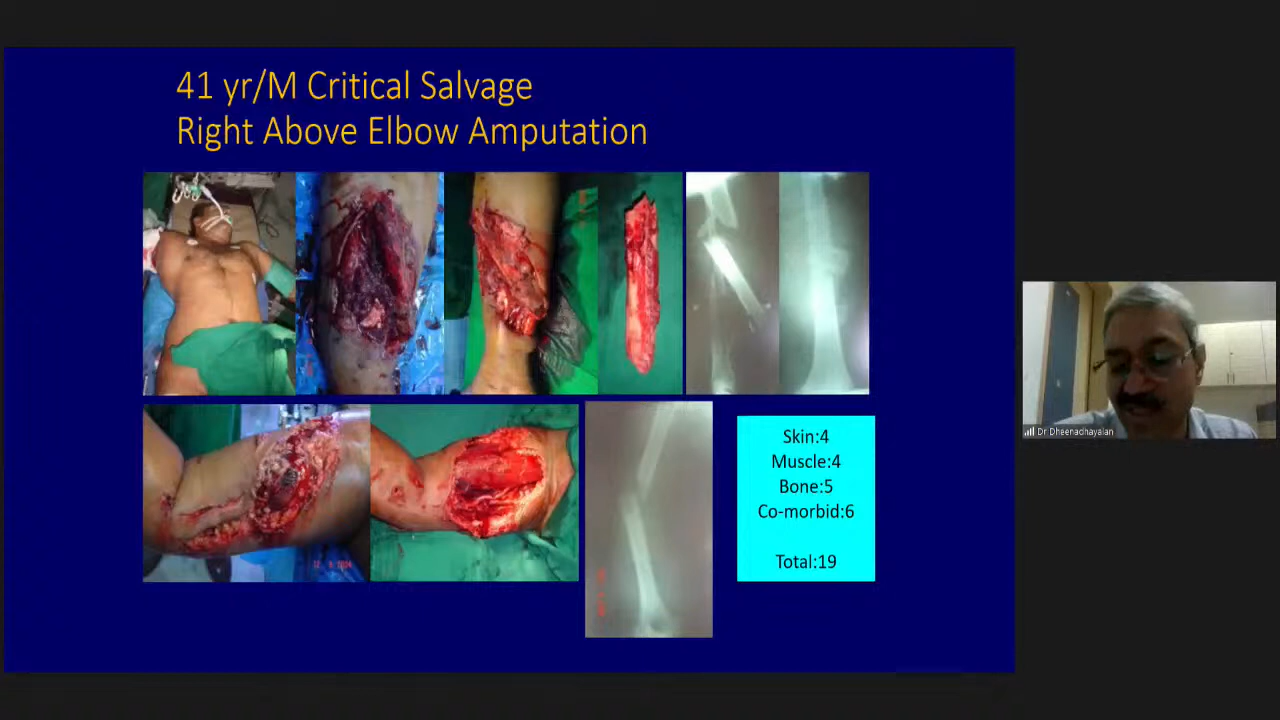 41 yr/M Critical Salvage
Right Above Elbow Amputation
Skin:4
Muscle:4
Bone:5
Co-morbid:6
Total:19
Dr Dheenadhayalan